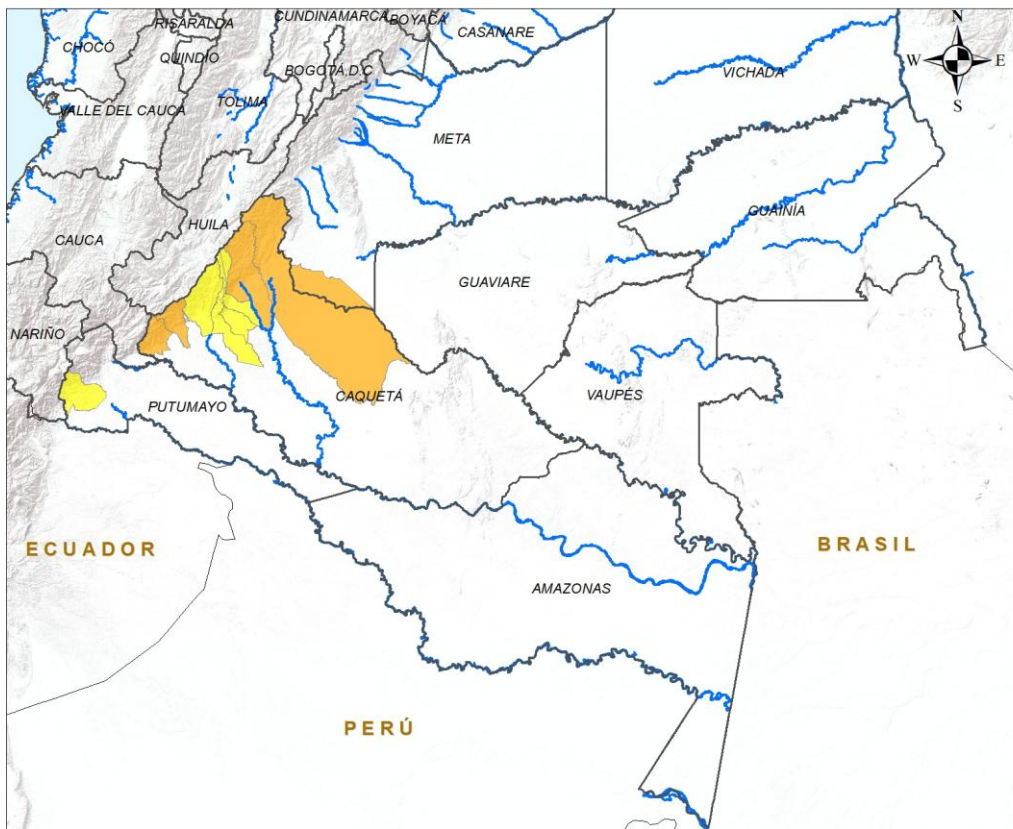 CUNDINAMARCA
BOYACÁ
RISARALDA
CASANARE
N
CHOCÓ
QUINDIO
BOGOTÁ, D.C
VICHADA
W
E
S
VALLE DEL CAUCA
TOLIMA
META
GUAINÍA
HUILA
CAUCA
GUAVIARE
NARIÑO
CAQUETÁ
VAUPÉS
PUTUMAYO
ECUADOR
BRASIL
AMAZONAS
PERÚ